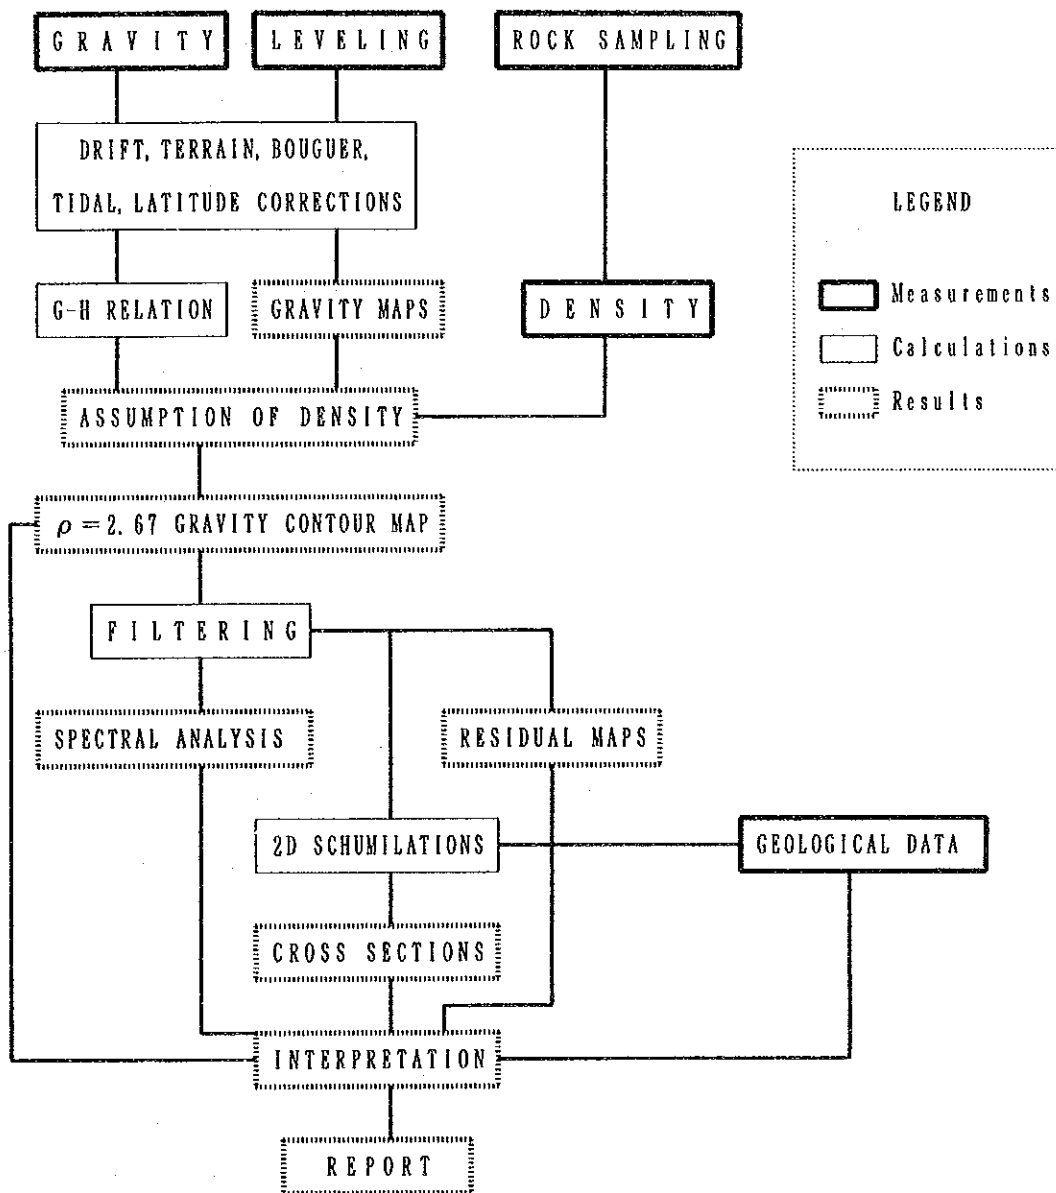 GRAVITY
LEVELING
ROCK SAMPLING
DRIFT, TERRAIN, BOUGUER,
TIDAL, LATITUDE CORRECTIONS
LEGEND
G-H RELATION
GRAVITY MAPS
DENSITY
Measurements
Calculations
Results
ASSUMPTION OF DENSITY
ρ=2.67 GRAVITY CONTOUR MAP
FILTERING
SPECTRAL ANALYSIS
RESIDUAL MAPS
2D SCHUMILATIONS
GEOLOGICAL DATA
CROSS SECTIONS
INTERPRETATION
REPORT